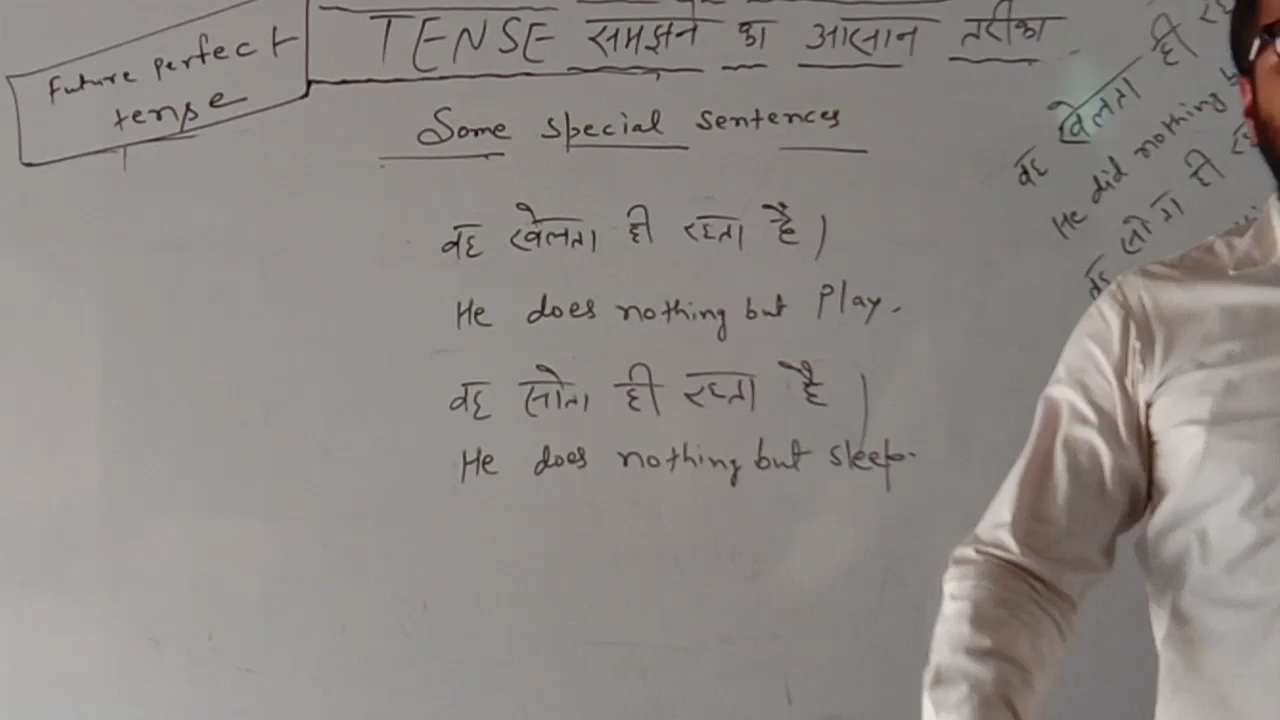 Future perfect
tense
TENSE समझने का आसान तरीका
Some special sentences
वह खेलता ही रहता है।
He does nothing but Play.
वह सोता ही रहता है।
He does nothing but sleep.
वह खेलता ही
He did nothing
वह सोता ही